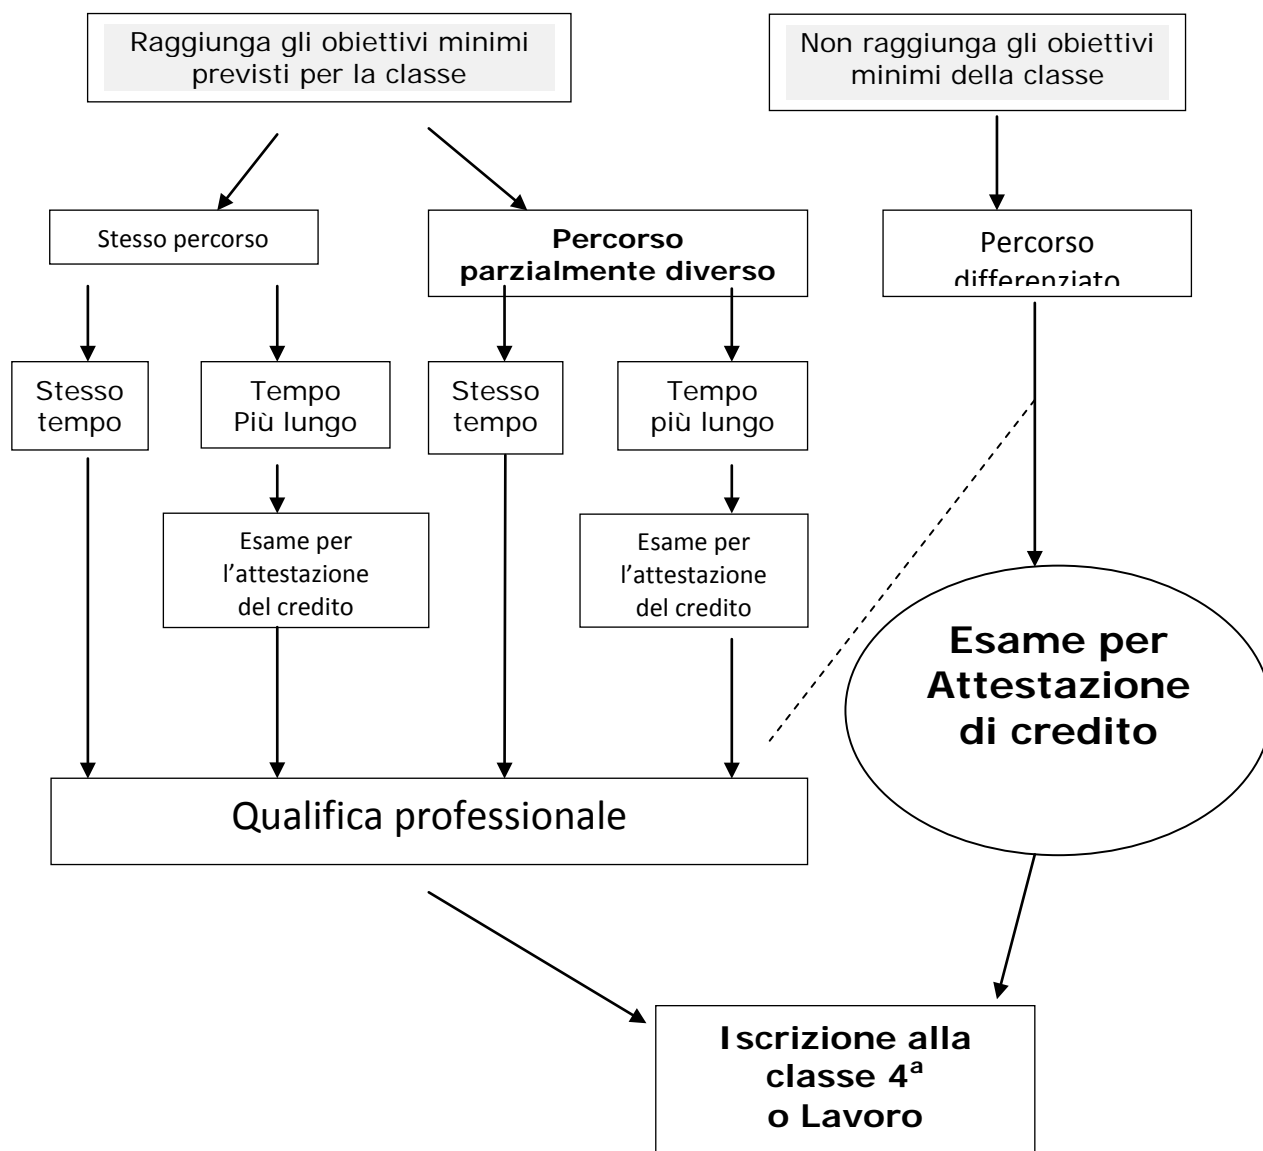 Raggiunga gli obiettivi minimi
previsti per la classe
Non raggiunga gli obiettivi
minimi della classe
Stesso percorso
Percorso
parzialmente diverso
Percorso
differenziato
Stesso
tempo
Tempo
Più lungo
Stesso
tempo
Tempo
più lungo
Esame per
l’attestazione
del credito
Esame per
l’attestazione
del credito
Esame per
Attestazione
di credito
Qualifica professionale
Iscrizione alla
classe 4ª
o Lavoro